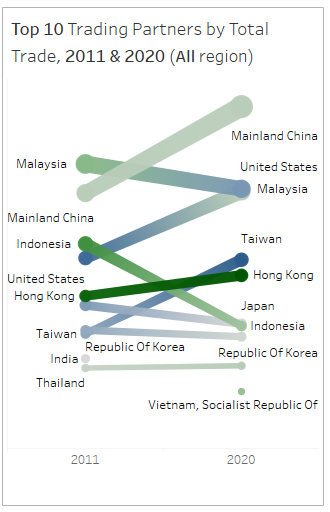 Top 10 Trading Partners by Total
Trade, 2011 & 2020 (All region)
Mainland China
Malaysia
United States
Malaysia
Mainland China
Indonesia
Taiwan
United States
Hong Kong
Hong Kong
Japan
Taiwan
Indonesia
Republic Of Korea
Republic Of Korea
India
Thailand
Vietnam, Socialist Republic Of
2011
2020